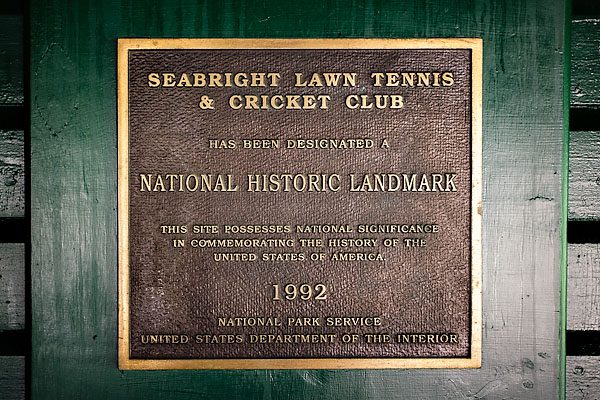 SEABRIGHT LAWN TENNIS
& CRICKET CLUB
HAS BEEN DESIGNATED A
NATIONAL HISTORIC LANDMARK
THIS SITE POSSESSES NATIONAL SIGNIFICANCE
IN COMMEMORATING THE HISTORY OF THE
UNITED STATES OF AMERICA
1992
NATIONAL PARK SERVICE
UNITED STATES DEPARTMENT OF THE INTERIOR